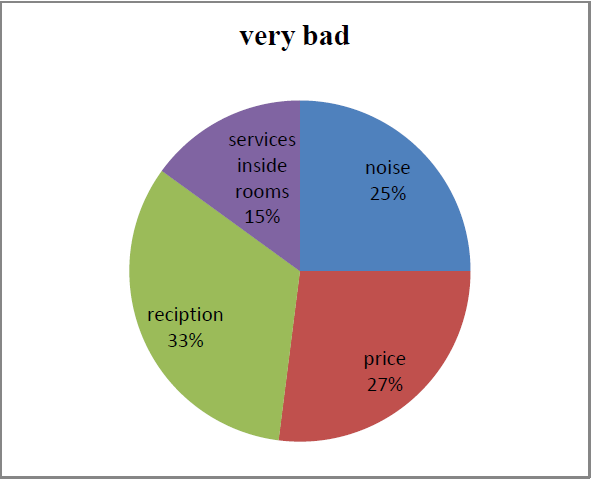 very bad
services
inside
rooms
15%
noise
25%
reciption
33%
price
27%